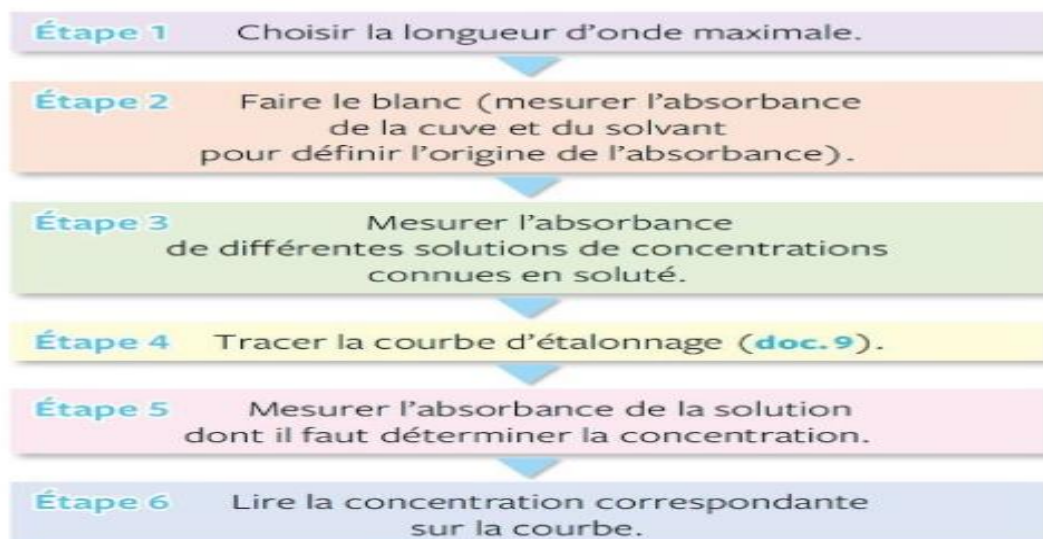 Étape 1 Choisir la longueur d'onde maximale.
Étape 2 Faire le blanc (mesurer l'absorbance
de la cuve et du solvant
pour définir l'origine de l'absorbance).
Étape 3 Mesurer l'absorbance
de différentes solutions de concentrations
connues en soluté.
Étape 4 Tracer la courbe d'étalonnage (doc. 9).
Étape 5 Mesurer l'absorbance de la solution
dont il faut déterminer la concentration.
Étape 6 Lire la concentration correspondante
sur la courbe.